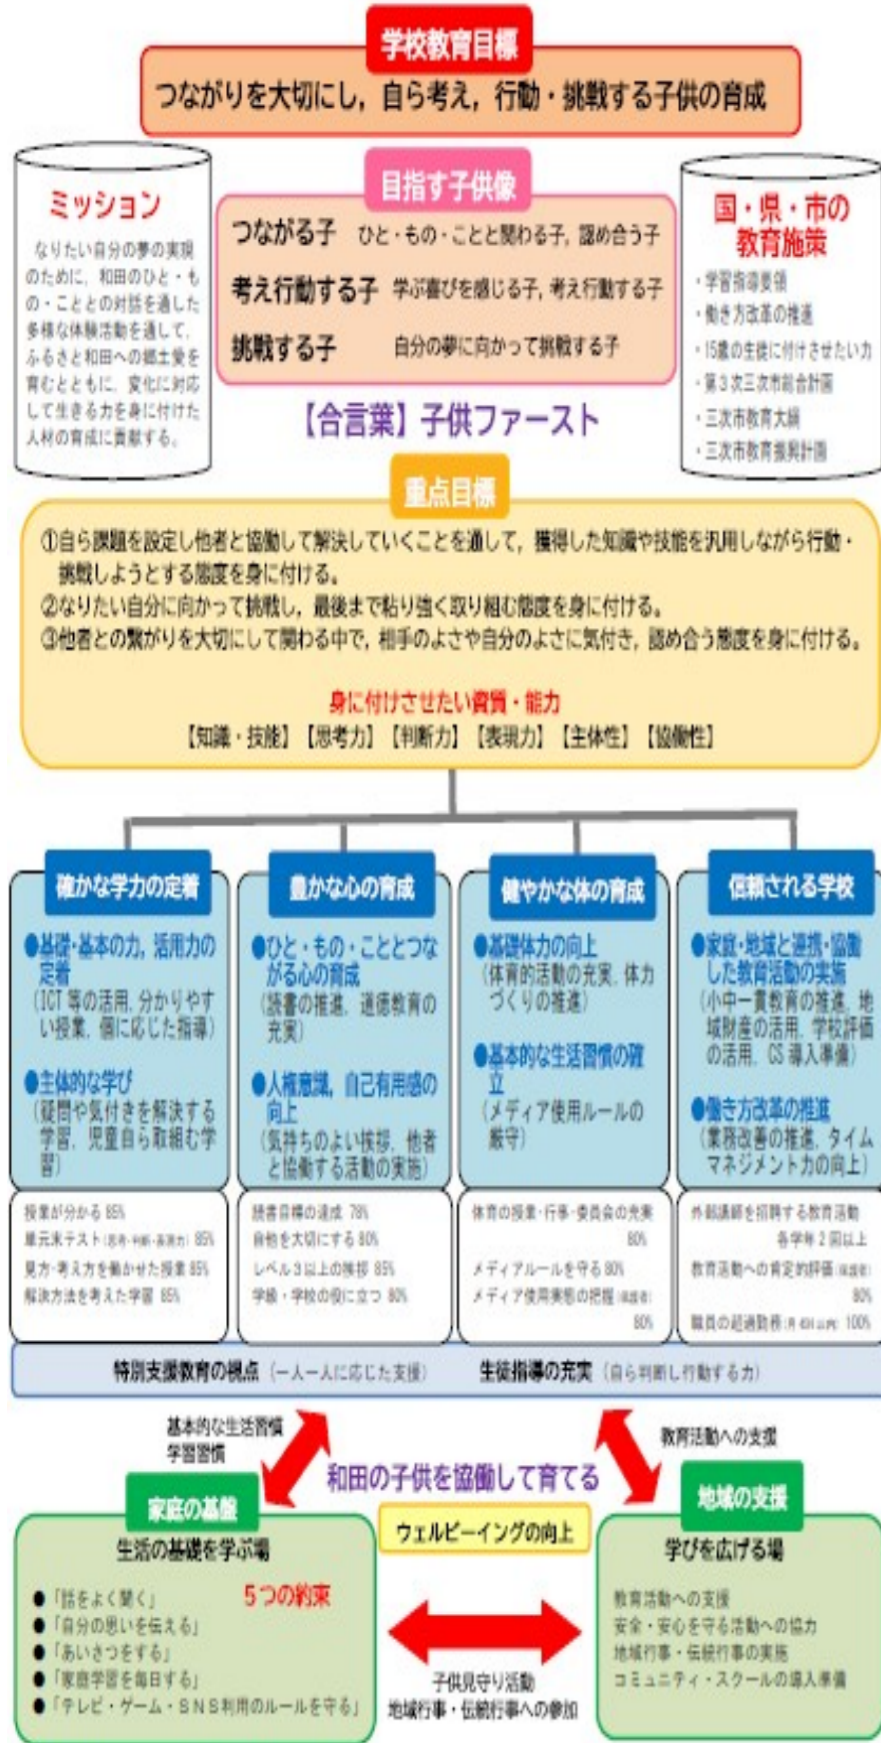 学校教育目標
つながりを大切にし，自ら考え，行動・挑戦する子供の育成
ミッション
なりたい自分の夢の実現
のために，和田のひと・も
の・こととの対話を通した
多様な体験活動を通して，
ふるさと和田への郷土愛を
育むとともに，変化に対応
して生きる力を身に付けた
人材の育成に貢献する。
目指す子供像
つながる子 ひと・もの・ことと関わる子，認め合う子
考え行動する子 学ぶ喜びを感じる子，考え行動する子
挑戦する子 自分の夢に向かって挑戦する子
【合言葉】子供ファースト
国・県・市の
教育施策
・学習指導要領
・働き方改革の推進
・15歳の生徒に付けさせたい力
・第３次三次市総合計画
・三次市教育大綱
・三次市教育振興計画
重点目標
①自ら課題を設定し他者と協働して解決していくことを通して，獲得した知識や技能を汎用しながら行動・
挑戦しようとする態度を身に付ける。
②なりたい自分に向かって挑戦し，最後まで粘り強く取り組む態度を身に付ける。
③他者との繋がりを大切にして関わる中で，相手のよさや自分のよさに気付き，認め合う態度を身に付ける。
身に付けさせたい資質・能力
【知識・技能】【思考力】【判断力】【表現力】【主体性】【協働性】
確かな学力の定着
●基礎・基本の力，活用力の
定着
（ICT 等の活用，分かりやす
い授業，個に応じた指導）
●主体的な学び
（疑問や気付きを解決する
学習，児童自ら取組む学
習）
授業が分かる 85%
単元末テスト（思考・判断・表現力）85%
見方・考え方を働かせた授業 85%
解決方法を考えた学習 85%
豊かな心の育成
●ひと・もの・こととつな
がる心の育成
（読書の推進，道徳教育の
充実）
●人権意識，自己有用感の
向上
（気持ちのよい挨拶，他者
と協働する活動の実施）
読書目標の達成 78%
自他を大切にする 80%
レベル３以上の挨拶 85%
学級・学校の役に立つ 80%
健やかな体の育成
●基礎体力の向上
（体育的活動の充実，体力
づくりの推進）
●基本的な生活習慣の確
立
（メディア使用ルールの
厳守）
体育の授業・行事・委員会の充実
80%
メディアルールを守る 80%
メディア使用実態の把握（保護者）
80%
信頼される学校
●家庭・地域と連携・協働
した教育活動の実施
（小中一貫教育の推進，地
域財産の活用，学校評価
の活用，CS 導入準備）
●働き方改革の推進
（業務改善の推進，タイム
マネジメント力の向上）
外部講師を招聘する教育活動
各学年２回以上
教育活動への肯定的評価（保護者）
80%
職員の超過勤務（月 45H 以内）100%
特別支援教育の視点（一人一人に応じた支援） 生徒指導の充実（自ら判断し行動する力）
基本的な生活習慣
学習習慣
教育活動への支援
和田の子供を協働して育てる
ウェルビーイングの向上
家庭の基盤
生活の基礎を学ぶ場
５つの約束
●「話をよく聞く」
●「自分の思いを伝える」
●「あいさつをする」
●「家庭学習を毎日する」
●「テレビ・ゲーム・ＳＮＳ利用のルールを守る」
子供見守り活動
地域行事・伝統行事への参加
地域の支援
学びを広げる場
教育活動への支援
安全・安心を守る活動への協力
地域行事・伝統行事の実施
コミュニティ・スクールの導入準備